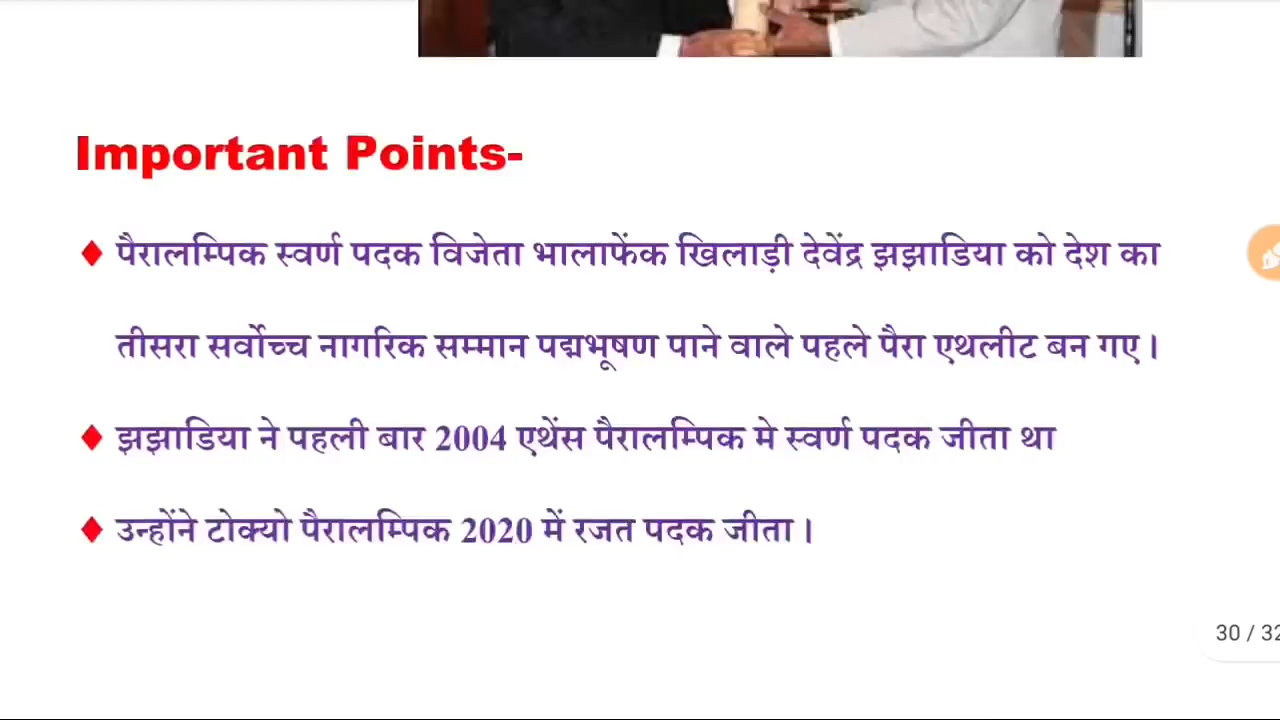 Important Points-
पैरालम्पिक स्वर्ण पदक विजेता भालाफेंक खिलाड़ी देवेंद्र झझाडिया को देश का
तीसरा सर्वोच्च नागरिक सम्मान पद्मभूषण पाने वाले पहले पैरा एथलीट बन गए।
झझाडिया ने पहली बार 2004 एथेंस पैरालम्पिक मे स्वर्ण पदक जीता था
उन्होंने टोक्यो पैरालम्पिक 2020 में रजत पदक जीता।
30 / 32